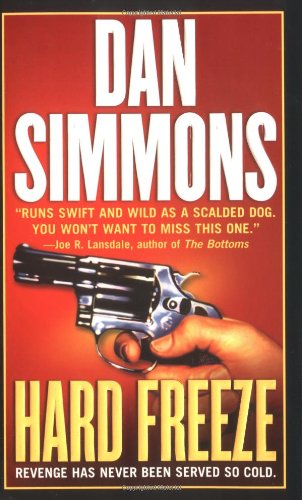 DAN
SIMMONS
"RUNS SWIFT AND WILD AS A SCALDED DOG.
YOU WON'T WANT TO MISS THIS ONE."
—Joe R. Lansdale, author of The Bottoms
HARD FREEZE
REVENGE HAS NEVER BEEN SERVED SO COLD.